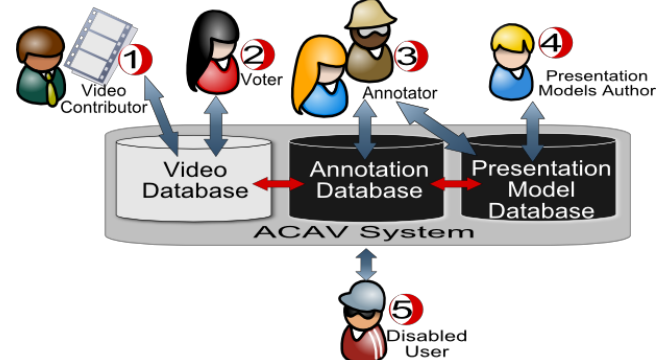 1
Video
Contributor
2
Voter
3
Annotator
4
Presentation
Models Author
Video
Database
Annotation
Database
Presentation
Model
Database
ACAV System
5
Disabled
User